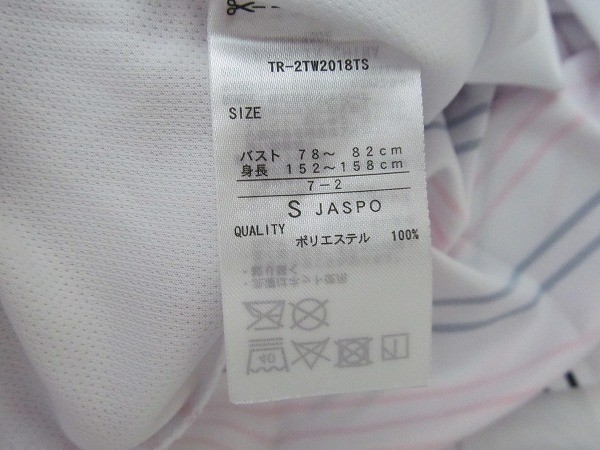 TR-2TW2018TS
SIZE
バスト 78～ 82cm
身長 152～158cm
7-2
S JASPO
QUALITY
ポリエステル 100%
40